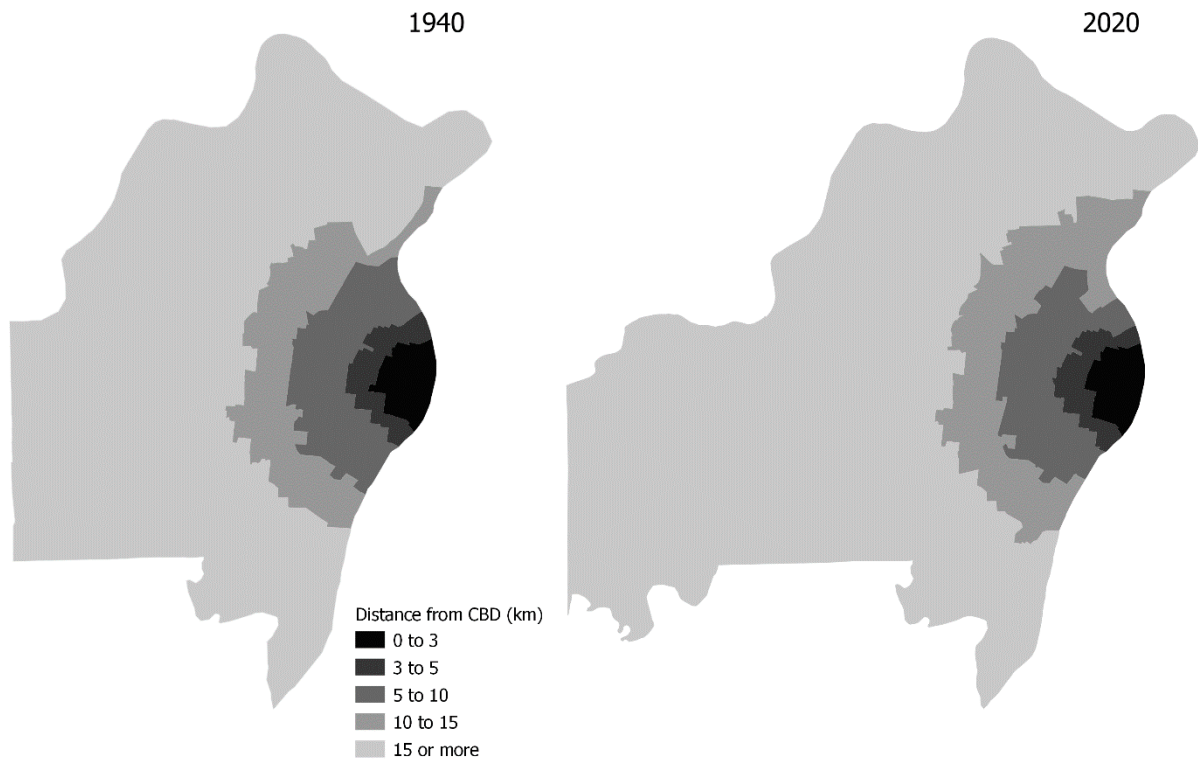 1940
2020
Distance from CBD (km)
0 to 3
3 to 5
5 to 10
10 to 15
15 or more